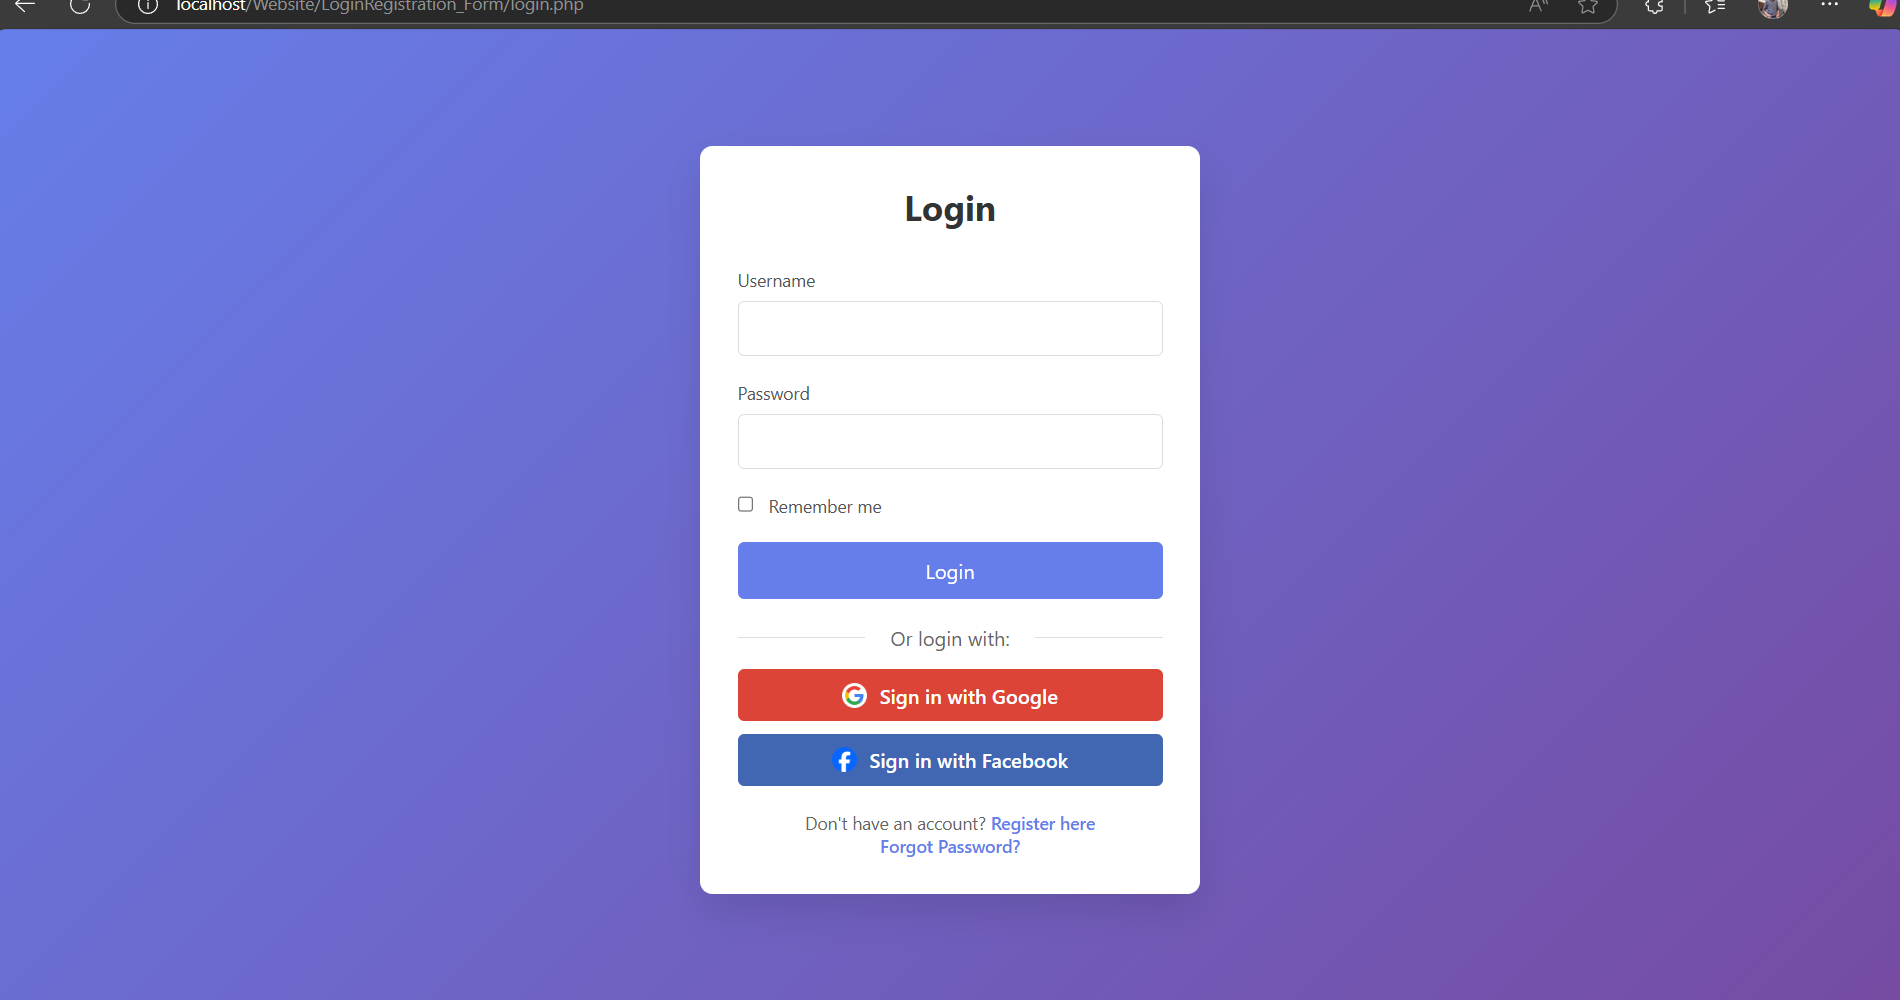 localhost/Website/LoginRegistration_Form/login.php
Login
Username
Password
Remember me
Login
Or login with:
Sign in with Google
Sign in with Facebook
Don't have an account? Register here
Forgot Password?